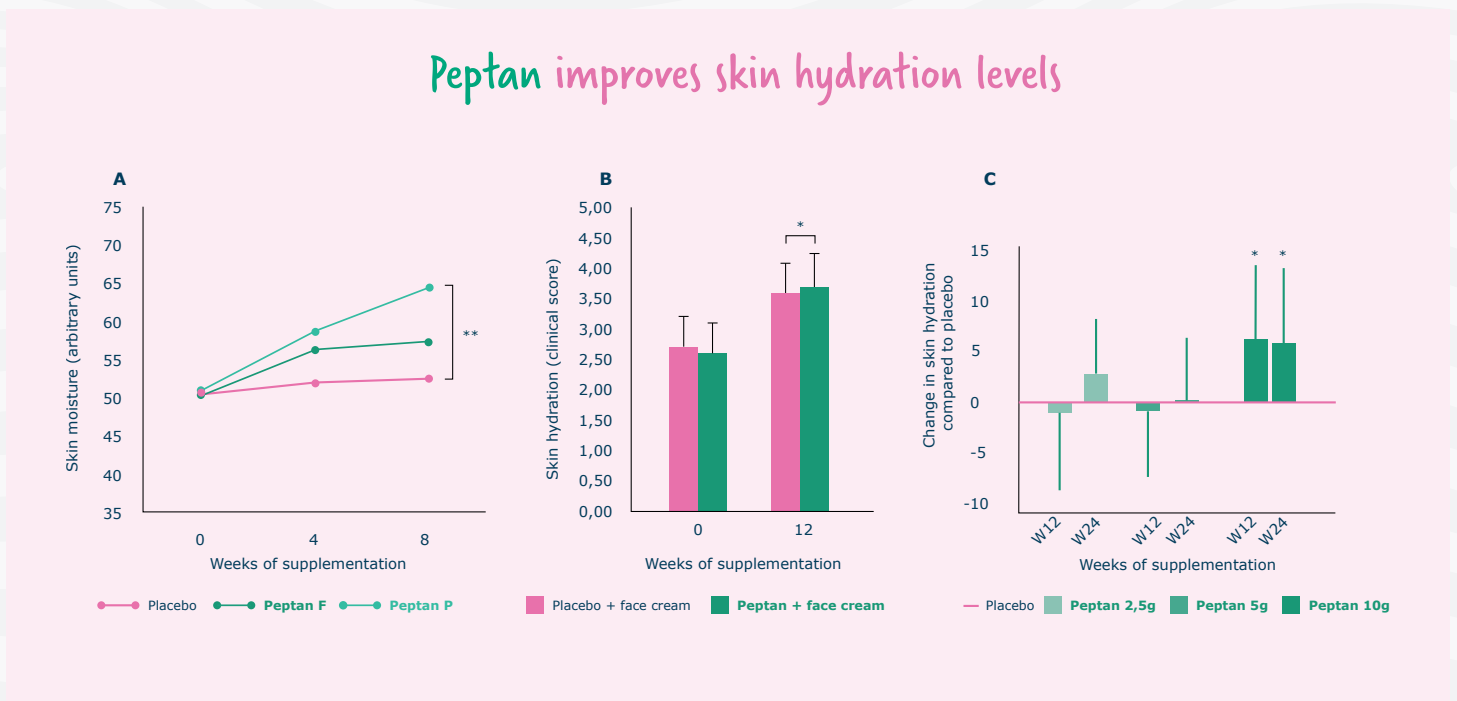 Peptan improves skin hydration levels
A
Skin moisture (arbitrary units)
75
70
65
60
55
50
45
40
35
**
0 4 8
Weeks of supplementation
Placebo Peptan F Peptan P
B
Skin hydration (clinical score)
5,00
4,50
4,00
3,50
3,00
2,50
2,00
1,50
1,00
0,50
0,00
*
0 12
Weeks of supplementation
Placebo + face cream Peptan + face cream
C
Change in skin hydration
compared to placebo
15
10
5
0
-5
-10
* *
W12 W24 W12 W24 W12 W24
Weeks of supplementation
Placebo Peptan 2,5g Peptan 5g Peptan 10g